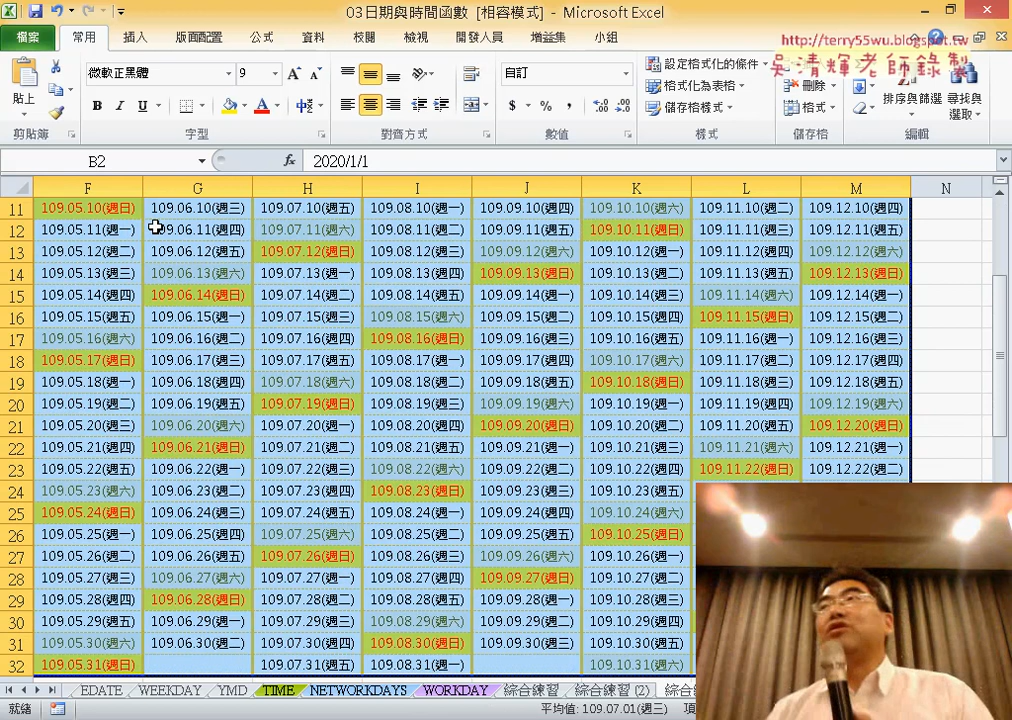 03日期與時間函數 [相容模式] - Microsoft Excel
檔案 常用 插入 版面配置 公式 資料 校閱 檢視 開發人員 增益集 小組
http://terry55wu.blogspot.tw
吳清輝老師錄製
貼上 微軟正黑體 9 自訂 設定格式化的條件 格式化為表格 儲存格樣式 刪除 格式 排序與篩選 尋找與選取
剪貼簿 字型 對齊方式 數值 樣式 儲存格 編輯
B2 fx 2020/1/1
F G H I J K L M N
11 109.05.10(週日) 109.06.10(週三) 109.07.10(週五) 109.08.10(週一) 109.09.10(週四) 109.10.10(週六) 109.11.10(週二) 109.12.10(週四)
12 109.05.11(週一) 109.06.11(週四) 109.07.11(週六) 109.08.11(週二) 109.09.11(週五) 109.10.11(週日) 109.11.11(週三) 109.12.11(週五)
13 109.05.12(週二) 109.06.12(週五) 109.07.12(週日) 109.08.12(週三) 109.09.12(週六) 109.10.12(週一) 109.11.12(週四) 109.12.12(週六)
14 109.05.13(週三) 109.06.13(週六) 109.07.13(週一) 109.08.13(週四) 109.09.13(週日) 109.10.13(週二) 109.11.13(週五) 109.12.13(週日)
15 109.05.14(週四) 109.06.14(週日) 109.07.14(週二) 109.08.14(週五) 109.09.14(週一) 109.10.14(週三) 109.11.14(週六) 109.12.14(週一)
16 109.05.15(週五) 109.06.15(週一) 109.07.15(週三) 109.08.15(週六) 109.09.15(週二) 109.10.15(週四) 109.11.15(週日) 109.12.15(週二)
17 109.05.16(週六) 109.06.16(週二) 109.07.16(週四) 109.08.16(週日) 109.09.16(週三) 109.10.16(週五) 109.11.16(週一) 109.12.16(週三)
18 109.05.17(週日) 109.06.17(週三) 109.07.17(週五) 109.08.17(週一) 109.09.17(週四) 109.10.17(週六) 109.11.17(週二) 109.12.17(週四)
19 109.05.18(週一) 109.06.18(週四) 109.07.18(週六) 109.08.18(週二) 109.09.18(週五) 109.10.18(週日) 109.11.18(週三) 109.12.18(週五)
20 109.05.19(週二) 109.06.19(週五) 109.07.19(週日) 109.08.19(週三) 109.09.19(週六) 109.10.19(週一) 109.11.19(週四) 109.12.19(週六)
21 109.05.20(週三) 109.06.20(週六) 109.07.20(週一) 109.08.20(週四) 109.09.20(週日) 109.10.20(週二) 109.11.20(週五) 109.12.20(週日)
22 109.05.21(週四) 109.06.21(週日) 109.07.21(週二) 109.08.21(週五) 109.09.21(週一) 109.10.21(週三) 109.11.21(週六) 109.12.21(週一)
23 109.05.22(週五) 109.06.22(週一) 109.07.22(週三) 109.08.22(週六) 109.09.22(週二) 109.10.22(週四) 109.11.22(週日) 109.12.22(週二)
24 109.05.23(週六) 109.06.23(週二) 109.07.23(週四) 109.08.23(週日) 109.09.23(週三) 109.10.23(週五)
25 109.05.24(週日) 109.06.24(週三) 109.07.24(週五) 109.08.24(週一) 109.09.24(週四) 109.10.24(週六)
26 109.05.25(週一) 109.06.25(週四) 109.07.25(週六) 109.08.25(週二) 109.09.25(週五) 109.10.25(週日)
27 109.05.26(週二) 109.06.26(週五) 109.07.26(週日) 109.08.26(週三) 109.09.26(週六) 109.10.26(週一)
28 109.05.27(週三) 109.06.27(週六) 109.07.27(週一) 109.08.27(週四) 109.09.27(週日) 109.10.27(週二)
29 109.05.28(週四) 109.06.28(週日) 109.07.28(週二) 109.08.28(週五) 109.09.28(週一) 109.10.28(週三)
30 109.05.29(週五) 109.06.29(週一) 109.07.29(週三) 109.08.29(週六) 109.09.29(週二) 109.10.29(週四)
31 109.05.30(週六) 109.06.30(週二) 109.07.30(週四) 109.08.30(週日) 109.09.30(週三) 109.10.30(週五)
32 109.05.31(週日) 109.07.31(週五) 109.08.31(週一) 109.10.31(週六)
EDATE WEEKDAY YMD TIME NETWORKDAYS WORKDAY 綜合練習 綜合練習 (2) 綜合
就緒 平均值: 109.07.01(週三) 項